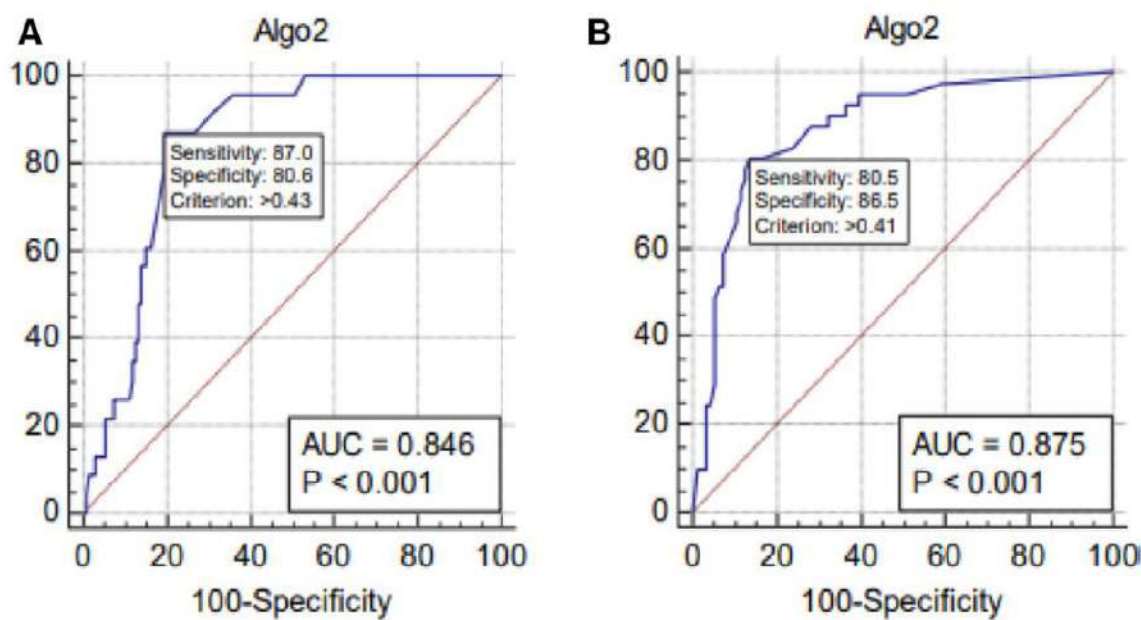 A
Algo2
100
80
60
40
20
0
Sensitivity: 87.0
Specificity: 80.6
Criterion: >0.43
AUC = 0.846
P < 0.001
0 20 40 60 80 100
100-Specificity
B
Algo2
100
80
60
40
20
0
Sensitivity: 80.5
Specificity: 86.5
Criterion: >0.41
AUC = 0.875
P < 0.001
0 20 40 60 80 100
100-Specificity